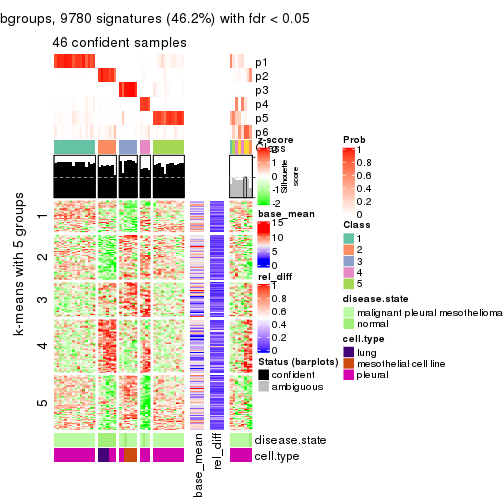 bgroups, 9780 signatures (46.2%) with fdr < 0.05
46 confident samples
p1
p2
p3
p4
p5
p6
Class
z-score
2
1
0
-1
-2
Silhouette
score
base_mean
15
10
5
0
rel_diff
1
0.8
0.6
0.4
0.2
0
Status (barplots)
confident
ambiguous
Prob
1
0.8
0.6
0.4
0.2
0
Class
1
2
3
4
5
disease.state
malignant pleural mesothelioma
normal
cell.type
lung
mesothelial cell line
pleural
k-means with 5 groups
1
2
3
4
5
disease.state
cell.type
base_mean
rel_diff